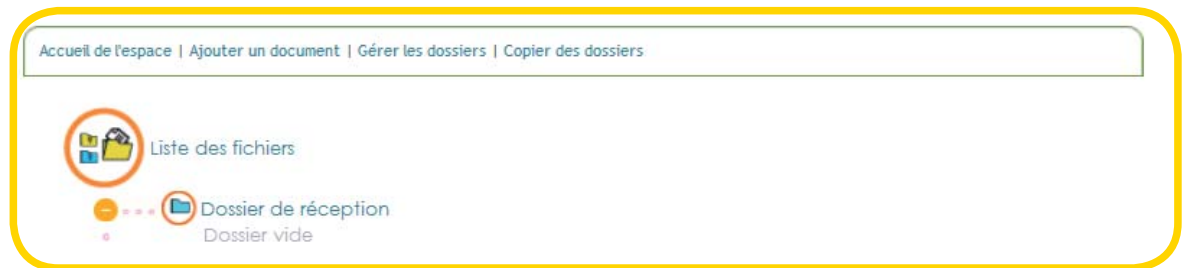 Accueil de l'espace | Ajouter un document | Gérer les dossiers | Copier des dossiers
Liste des fichiers
Dossier de réception
Dossier vide